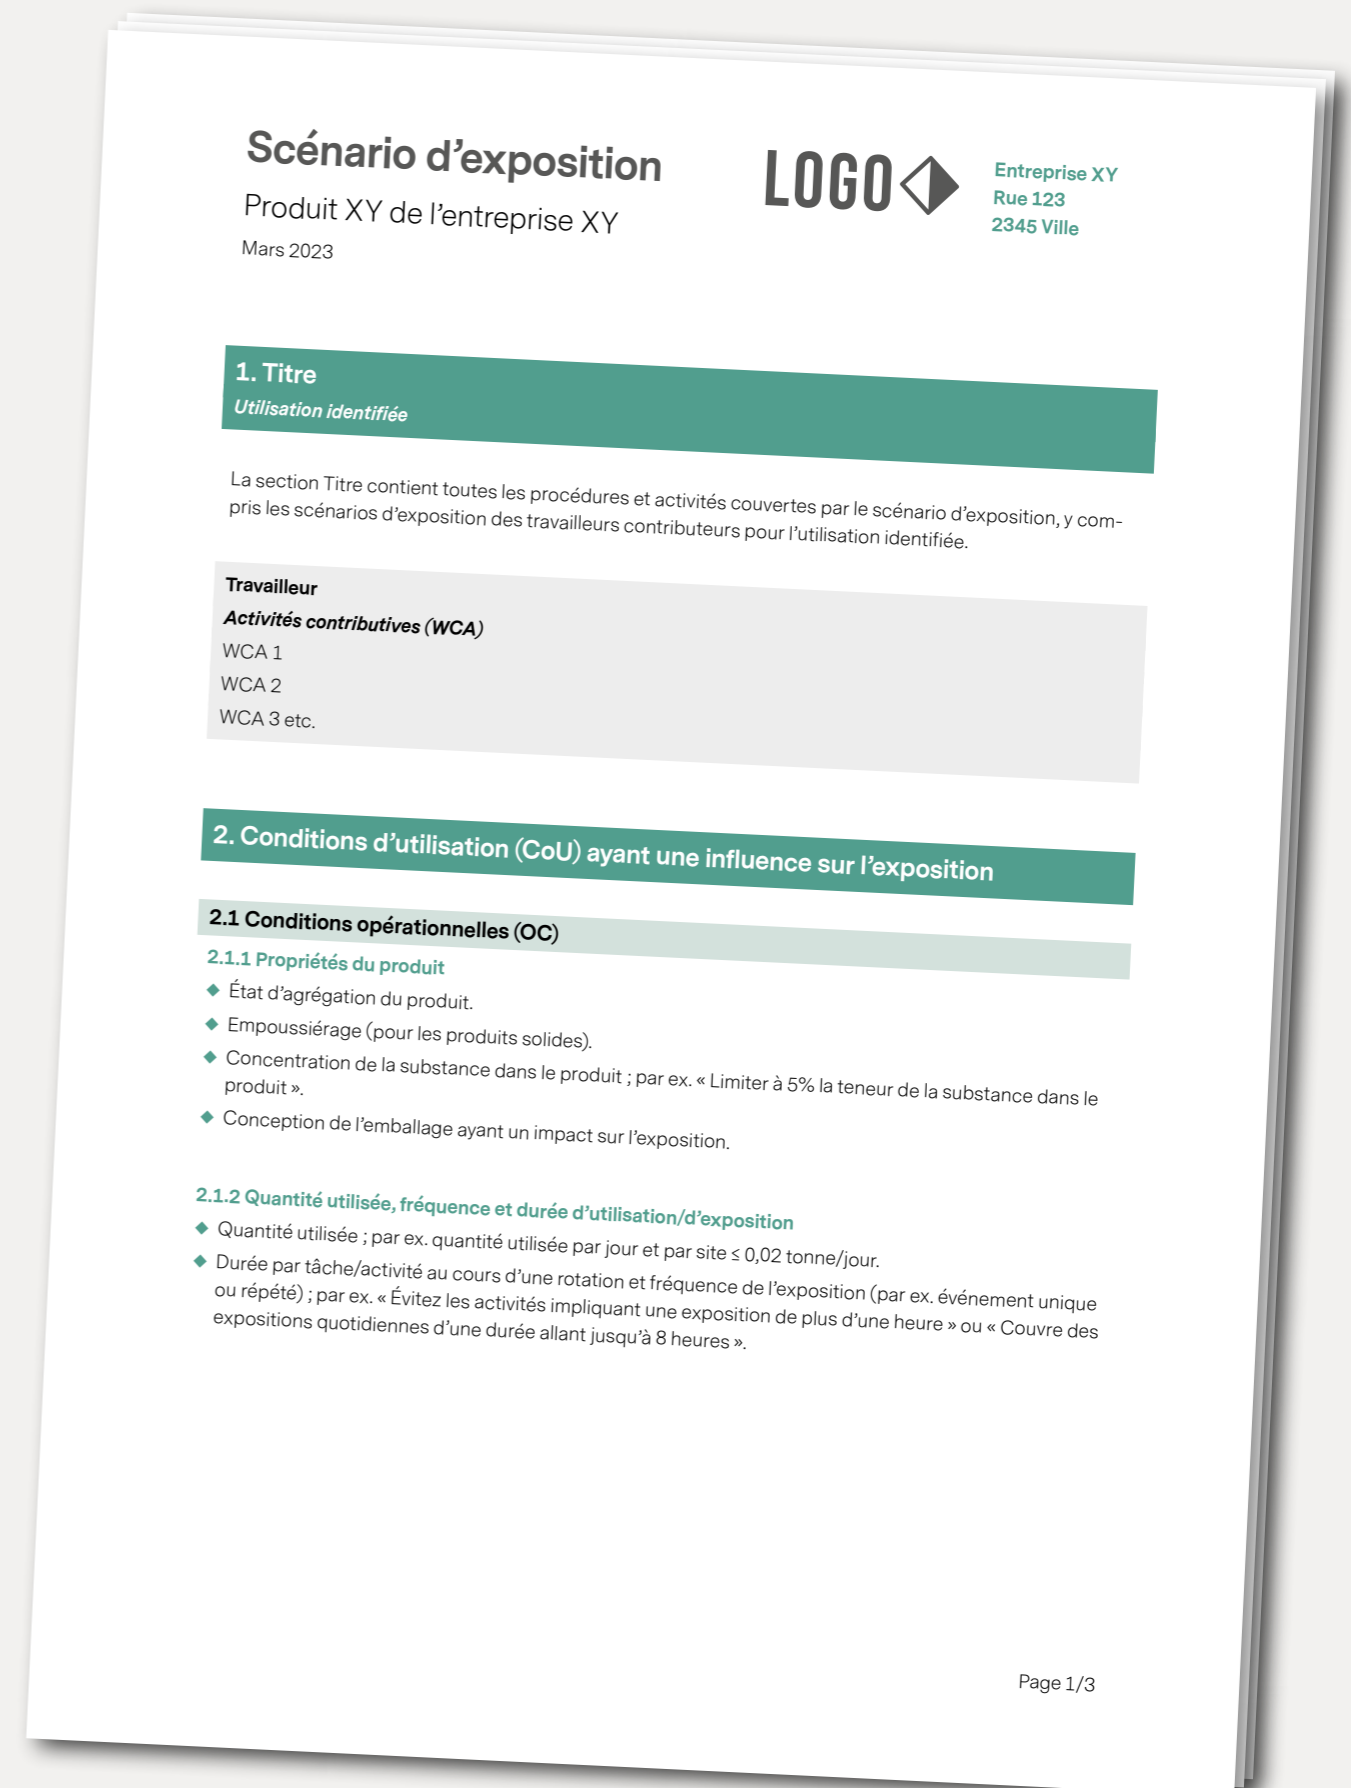 Scénario d’exposition
Produit XY de l’entreprise XY
Mars 2023
LOGO
Entreprise XY
Rue 123
2345 Ville
1. Titre
Utilisation identifiée
La section Titre contient toutes les procédures et activités couvertes par le scénario d’exposition, y com-
pris les scénarios d’exposition des travailleurs contributeurs pour l’utilisation identifiée.
Travailleur
Activités contributives (WCA)
WCA 1
WCA 2
WCA 3 etc.
2. Conditions d’utilisation (CoU) ayant une influence sur l’exposition
2.1 Conditions opérationnelles (OC)
2.1.1 Propriétés du produit
◆ État d’agrégation du produit.
◆ Empoussiérage (pour les produits solides).
◆ Concentration de la substance dans le produit ; par ex. « Limiter à 5% la teneur de la substance dans le
produit ».
◆ Conception de l’emballage ayant un impact sur l’exposition.
2.1.2 Quantité utilisée, fréquence et durée d’utilisation/d’exposition
◆ Quantité utilisée ; par ex. quantité utilisée par jour et par site ≤ 0,02 tonne/jour.
◆ Durée par tâche/activité au cours d’une rotation et fréquence de l’exposition (par ex. événement unique
ou répété) ; par ex. « Évitez les activités impliquant une exposition de plus d’une heure » ou « Couvre des
expositions quotidiennes d’une durée allant jusqu’à 8 heures ».
Page 1/3